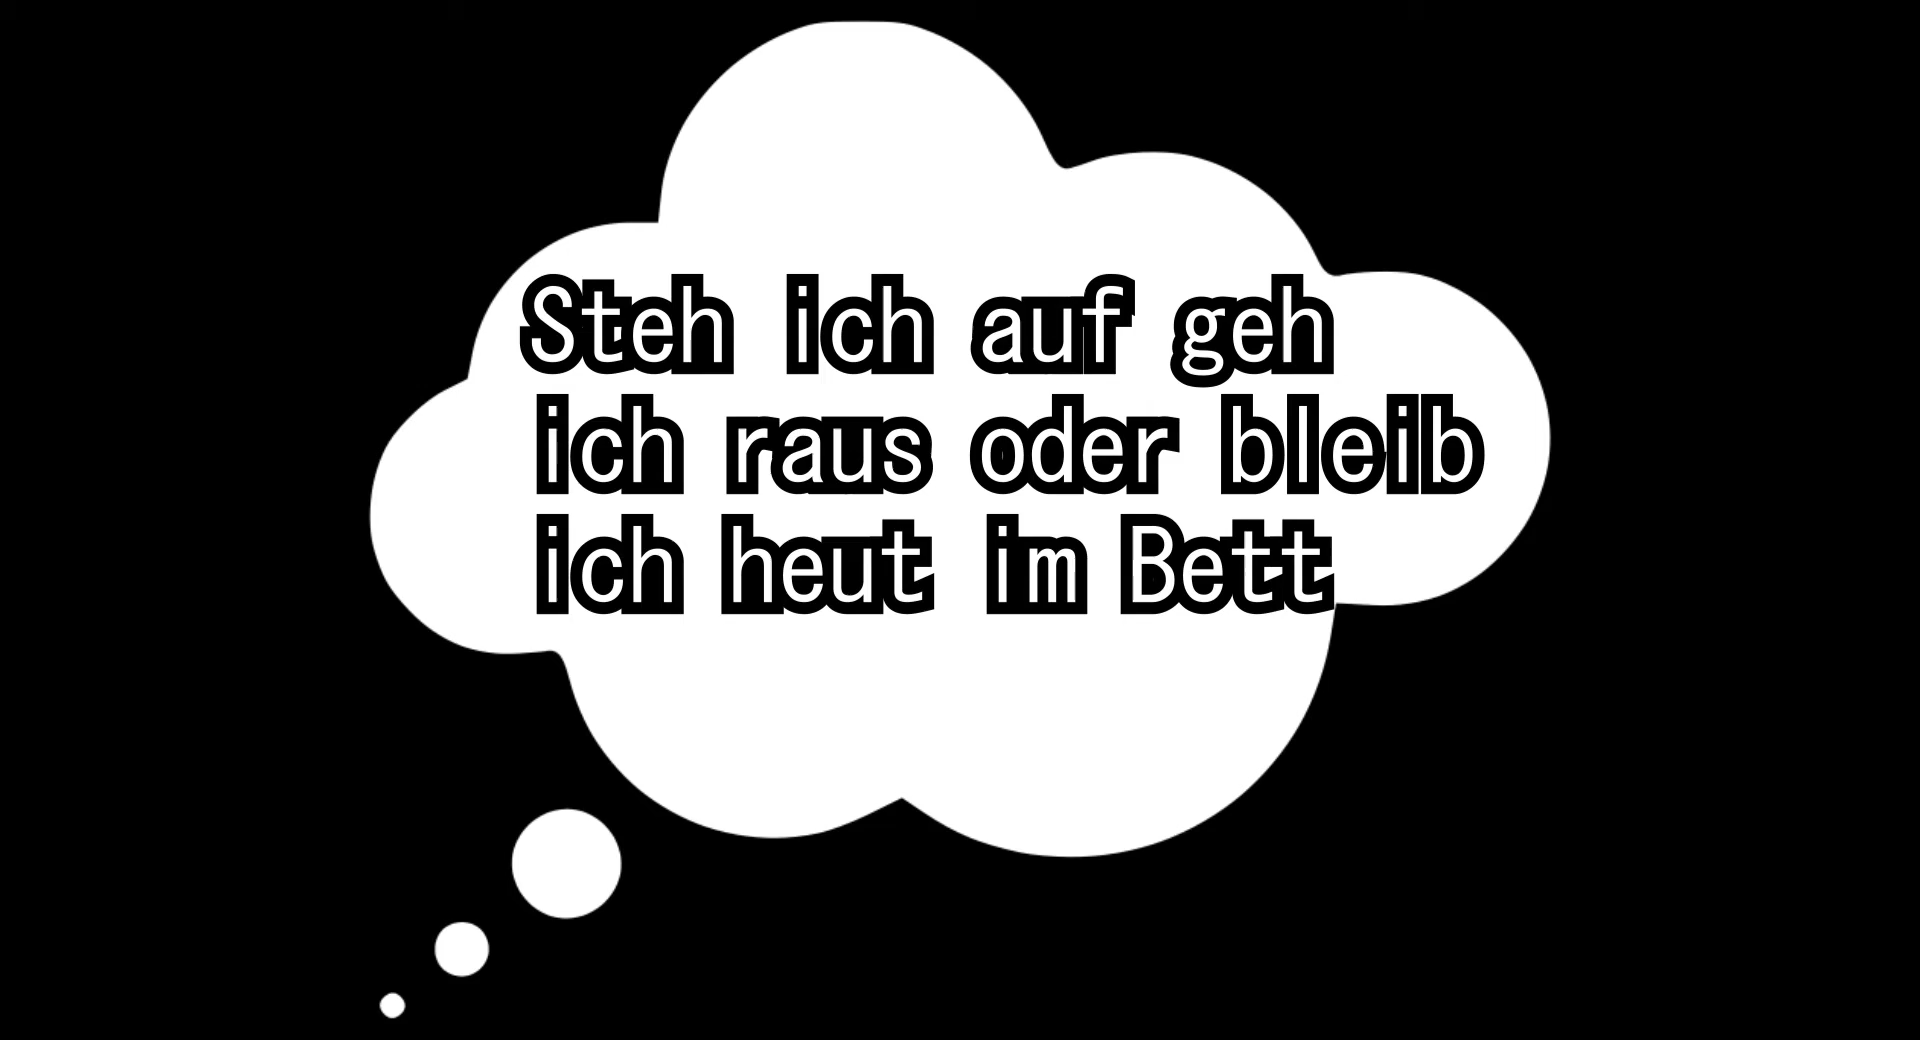 Steh ich auf geh
ich raus oder bleib
ich heut im Bett